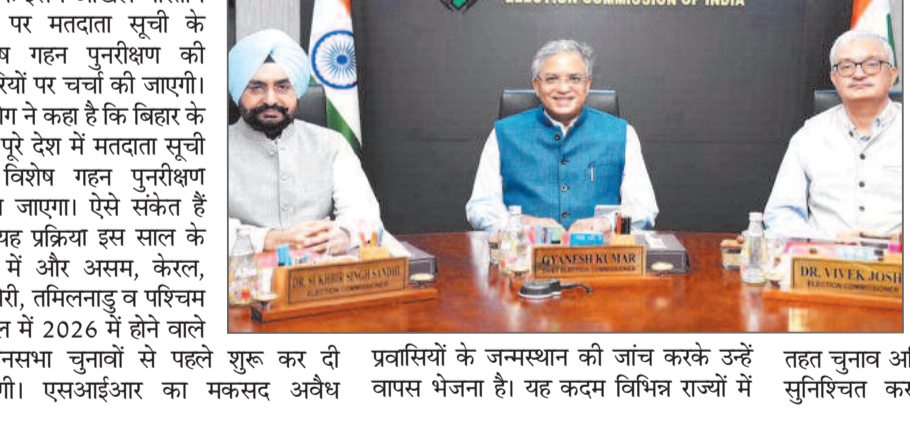 पर मतदाता सूची के
गहन पुनरीक्षण की
पर चर्चा की जाएगी।
ने कहा है कि बिहार के
पूरे देश में मतदाता सूची
विशेष गहन पुनरीक्षण
जाएगा। ऐसे संकेत हैं
यह प्रक्रिया इस साल के
में और असम, केरल,
तमिलनाडु व पश्चिम
में 2026 में होने वाले
चुनावों से पहले शुरू कर दी
एसआईआर का मकसद अवैध
ELECTION COMMISSION OF INDIA
DR. SUKHBIR SINGH SANDHU
ELECTION COMMISSIONER
GYANESH KUMAR
CHIEF ELECTION COMMISSIONER
DR. VIVEK JOSH
ELECTION COMMISSIONER
प्रवासियों के जन्मस्थान की जांच करके उन्हें
वापस भेजना है। यह कदम विभिन्न राज्यों में
तहत चुनाव
सुनिश्चित